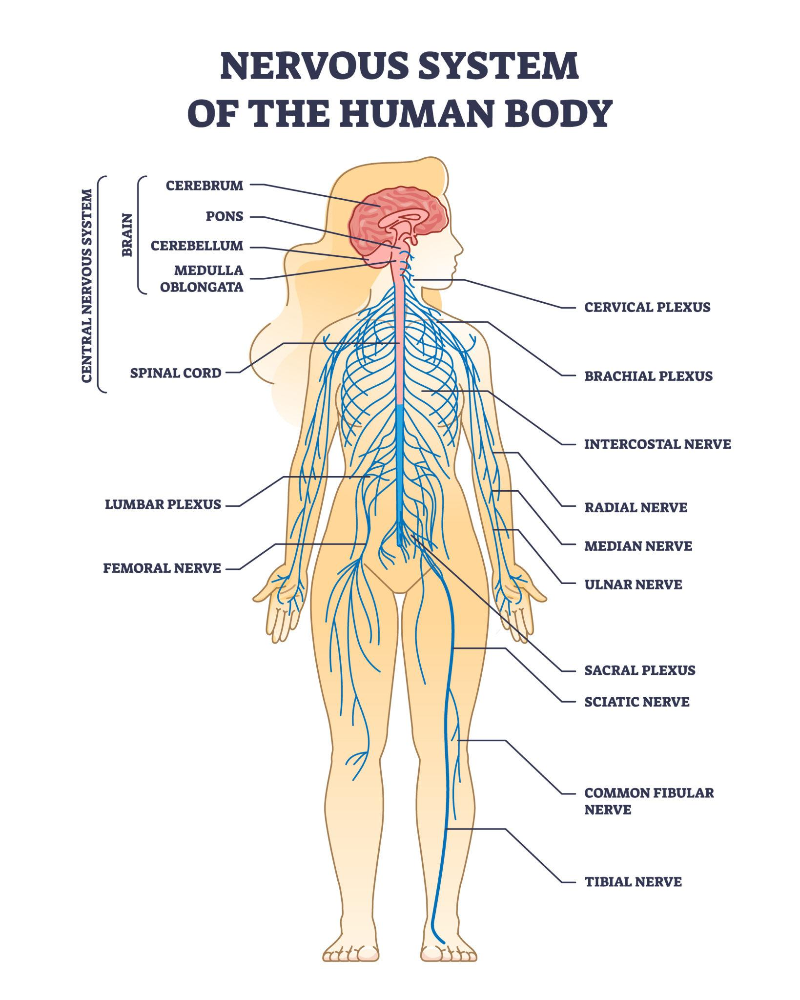 NERVOUS SYSTEM
OF THE HUMAN BODY
CENTRAL NERVOUS SYSTEM
BRAIN
CEREBRUM
PONS
CEREBELLUM
MEDULLA
OBLONGATA
SPINAL CORD
LUMBAR PLEXUS
FEMORAL NERVE
CERVICAL PLEXUS
BRACHIAL PLEXUS
INTERCOSTAL NERVE
RADIAL NERVE
MEDIAN NERVE
ULNAR NERVE
SACRAL PLEXUS
SCIATIC NERVE
COMMON FIBULAR
NERVE
TIBIAL NERVE